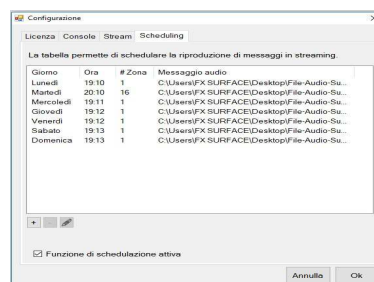 Configurazione
Licenza Console Stream Scheduling
La tabella permette di schedulare la riproduzione di messaggi in streaming.
Giorno Ora # Zona Messaggio audio
Lunedì 19:10 1 C:\Users\FX SURFACE\Desktop\File-Audio-Su...
Martedì 20:10 16 C:\Users\FX SURFACE\Desktop\File-Audio-Su...
Mercoledì 19:11 1 C:\Users\FX SURFACE\Desktop\File-Audio-Su...
Giovedì 19:12 1 C:\Users\FX SURFACE\Desktop\File-Audio-Su...
Venerdì 19:12 1 C:\Users\FX SURFACE\Desktop\File-Audio-Su...
Sabato 19:13 1 C:\Users\FX SURFACE\Desktop\File-Audio-Su...
Domenica 19:13 1 C:\Users\FX SURFACE\Desktop\File-Audio-Su...
Funzione di schedulazione attiva
Annulla Ok